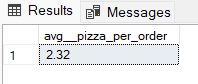 Results Messages
avg__pizza_per_order
1 2.32